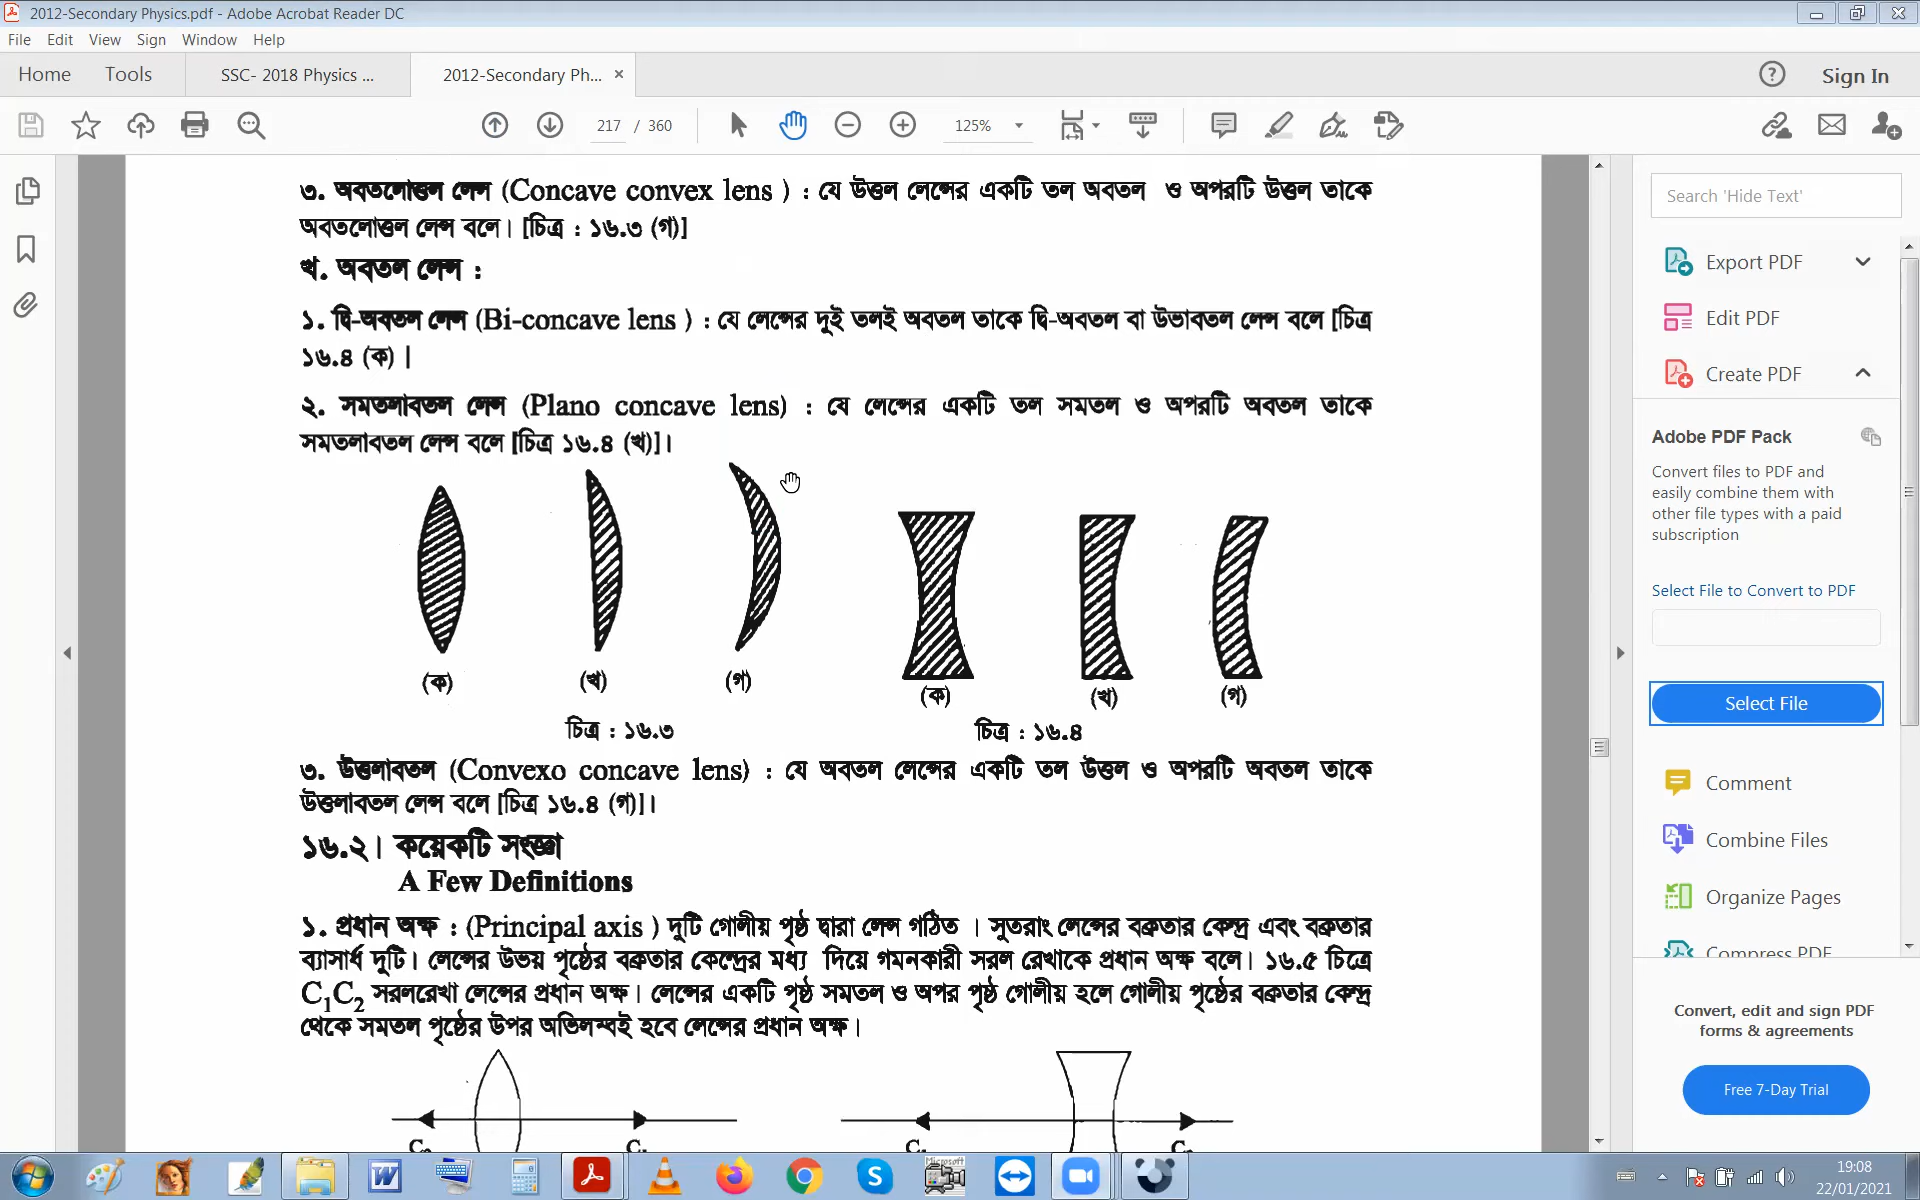 2012-Secondary Physics.pdf - Adobe Acrobat Reader DC
File Edit View Sign Window Help
Home Tools SSC- 2018 Physics ... 2012-Secondary Ph... × Sign In
217 / 360 125%
৩. অবতলোত্তল লেন্স (Concave convex lens ) : যে উত্তল লেন্সের একটি তল অবতল ও অপরটি উত্তল তাকে
অবতলোত্তল লেন্স বলে। [চিত্র : ১৬.৩ (গ)]
খ. অবতল লেন্স :
১. দ্বি-অবতল লেন্স (Bi-concave lens ) : যে লেন্সের দুই তলই অবতল তাকে দ্বি-অবতল বা উভাবতল লেন্স বলে [চিত্র
১৬.৪ (ক) |
২. সমতলাবতল লেন্স (Plano concave lens) : যে লেন্সের একটি তল সমতল ও অপরটি অবতল তাকে
সমতলাবতল লেন্স বলে [চিত্র ১৬.৪ (খ)]।
(ক) (খ) (গ) (ক) (খ) (গ)
চিত্র : ১৬.৩ চিত্র : ১৬.৪
৩. উত্তলাবতল (Convexo concave lens) : যে অবতল লেন্সের একটি তল উত্তল ও অপরটি অবতল তাকে
উত্তলাবতল লেন্স বলে [চিত্র ১৬.৪ (গ)]।
১৬.২। কয়েকটি সংজ্ঞা
A Few Definitions
১. প্রধান অক্ষ : (Principal axis ) দুটি গোলীয় পৃষ্ঠ দ্বারা লেন্স গঠিত । সুতরাং লেন্সের বক্রতার কেন্দ্র এবং বক্রতার
ব্যাসার্ধ দুটি। লেন্সের উভয় পৃষ্ঠের বক্রতার কেন্দ্রের মধ্য দিয়ে গমনকারী সরল রেখাকে প্রধান অক্ষ বলে। ১৬.৫ চিত্রে
C₁C₂ সরলরেখা লেন্সের প্রধান অক্ষ। লেন্সের একটি পৃষ্ঠ সমতল ও অপর পৃষ্ঠ গোলীয় হলে গোলীয় পৃষ্ঠের বক্রতার কেন্দ্র
থেকে সমতল পৃষ্ঠের উপর অভিলম্বই হবে লেন্সের প্রধান অক্ষ।
Search 'Hide Text'
Export PDF
Edit PDF
Create PDF
Adobe PDF Pack
Convert files to PDF and
easily combine them with
other file types with a paid
subscription
Select File to Convert to PDF
Select File
Comment
Combine Files
Organize Pages
Compress PDF
Convert, edit and sign PDF
forms & agreements
Free 7-Day Trial
Microsoft
19:08
22/01/2021